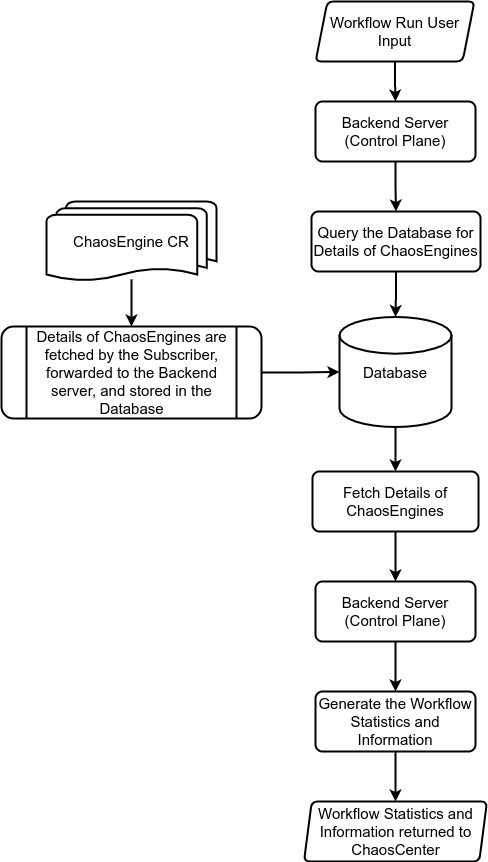 Workflow Run User
Input
Backend Server
(Control Plane)
Query the Database for
Details of ChaosEngines
ChaosEngine CR
Details of ChaosEngines are
fetched by the Subscriber,
forwarded to the Backend
server, and stored in the
Database
Database
Fetch Details of
ChaosEngines
Backend Server
(Control Plane)
Generate the Workflow
Statistics and
Information
Workflow Statistics and
Information returned to
ChaosCenter